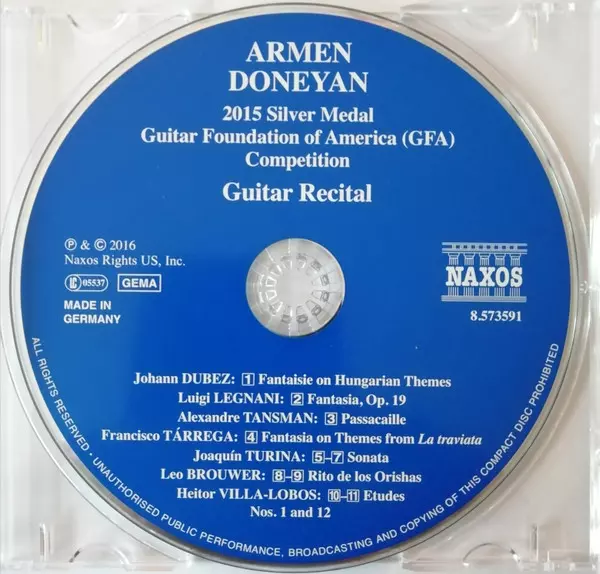 ARMEN
DONEYAN
2015 Silver Medal
Guitar Foundation of America (GFA)
Competition
Guitar Recital
Ⓟ & © 2016
Naxos Rights US, Inc.
LC 05537 GEMA
MADE IN
GERMANY
NAXOS
8.573591
Johann DUBEZ: 1 Fantaisie on Hungarian Themes
Luigi LEGNANI: 2 Fantasia, Op. 19
Alexandre TANSMAN: 3 Passacaille
Francisco TÁRREGA: 4 Fantasia on Themes from La traviata
Joaquín TURINA: 5–7 Sonata
Leo BROUWER: 8–9 Rito de los Orishas
Heitor VILLA-LOBOS: 10–11 Etudes
Nos. 1 and 12
ALL RIGHTS RESERVED · UNAUTHORISED PUBLIC PERFORMANCE, BROADCASTING AND COPYING OF THIS COMPACT DISC PROHIBITED